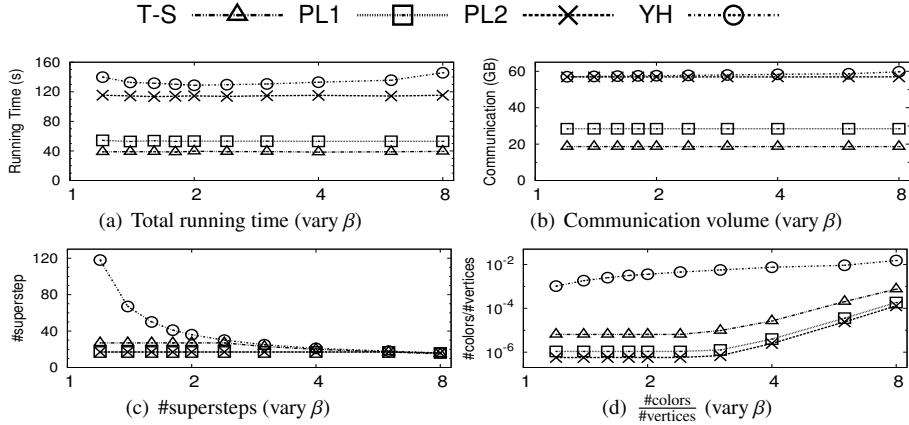 T-S PL1 PL2 YH
Running Time (s)
160
120
80
40
0
1 2 4 8
(a) Total running time (vary β)
Communication (GB)
60
40
20
0
1 2 4 8
(b) Communication volume (vary β)
#superstep
120
80
40
0
1 2 4 8
(c) #supersteps (vary β)
#colors/#vertices
10⁻²
10⁻⁴
10⁻⁶
1 2 4 8
(d) #colors/#vertices (vary β)